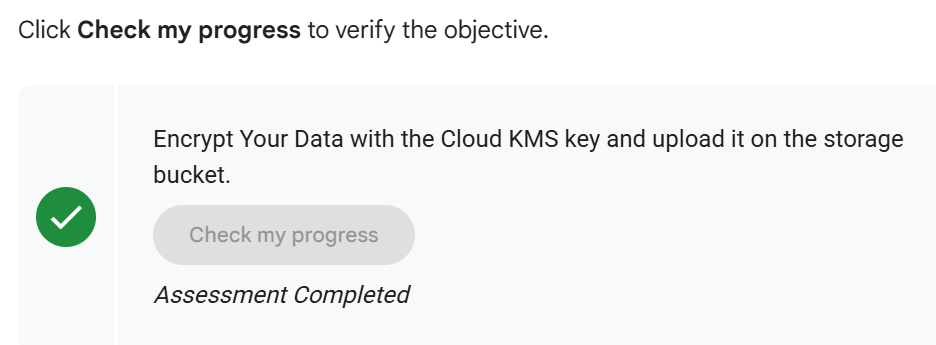 Click Check my progress to verify the objective.
Encrypt Your Data with the Cloud KMS key and upload it on the storage
bucket.
Check my progress
Assessment Completed